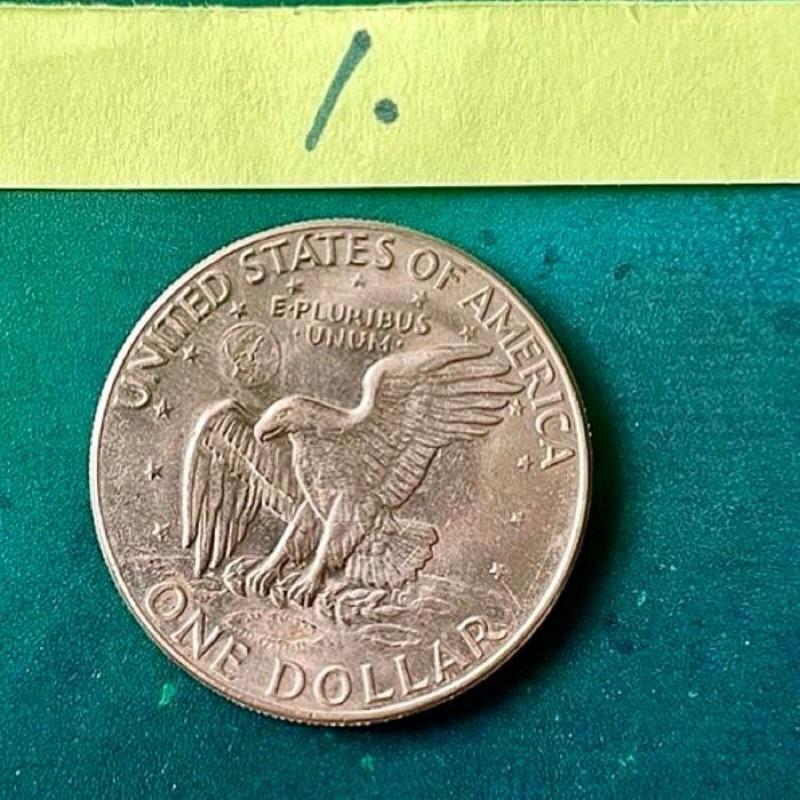 1.
UNITED STATES OF AMERICA
E·PLURIBUS
·UNUM·
ONE DOLLAR